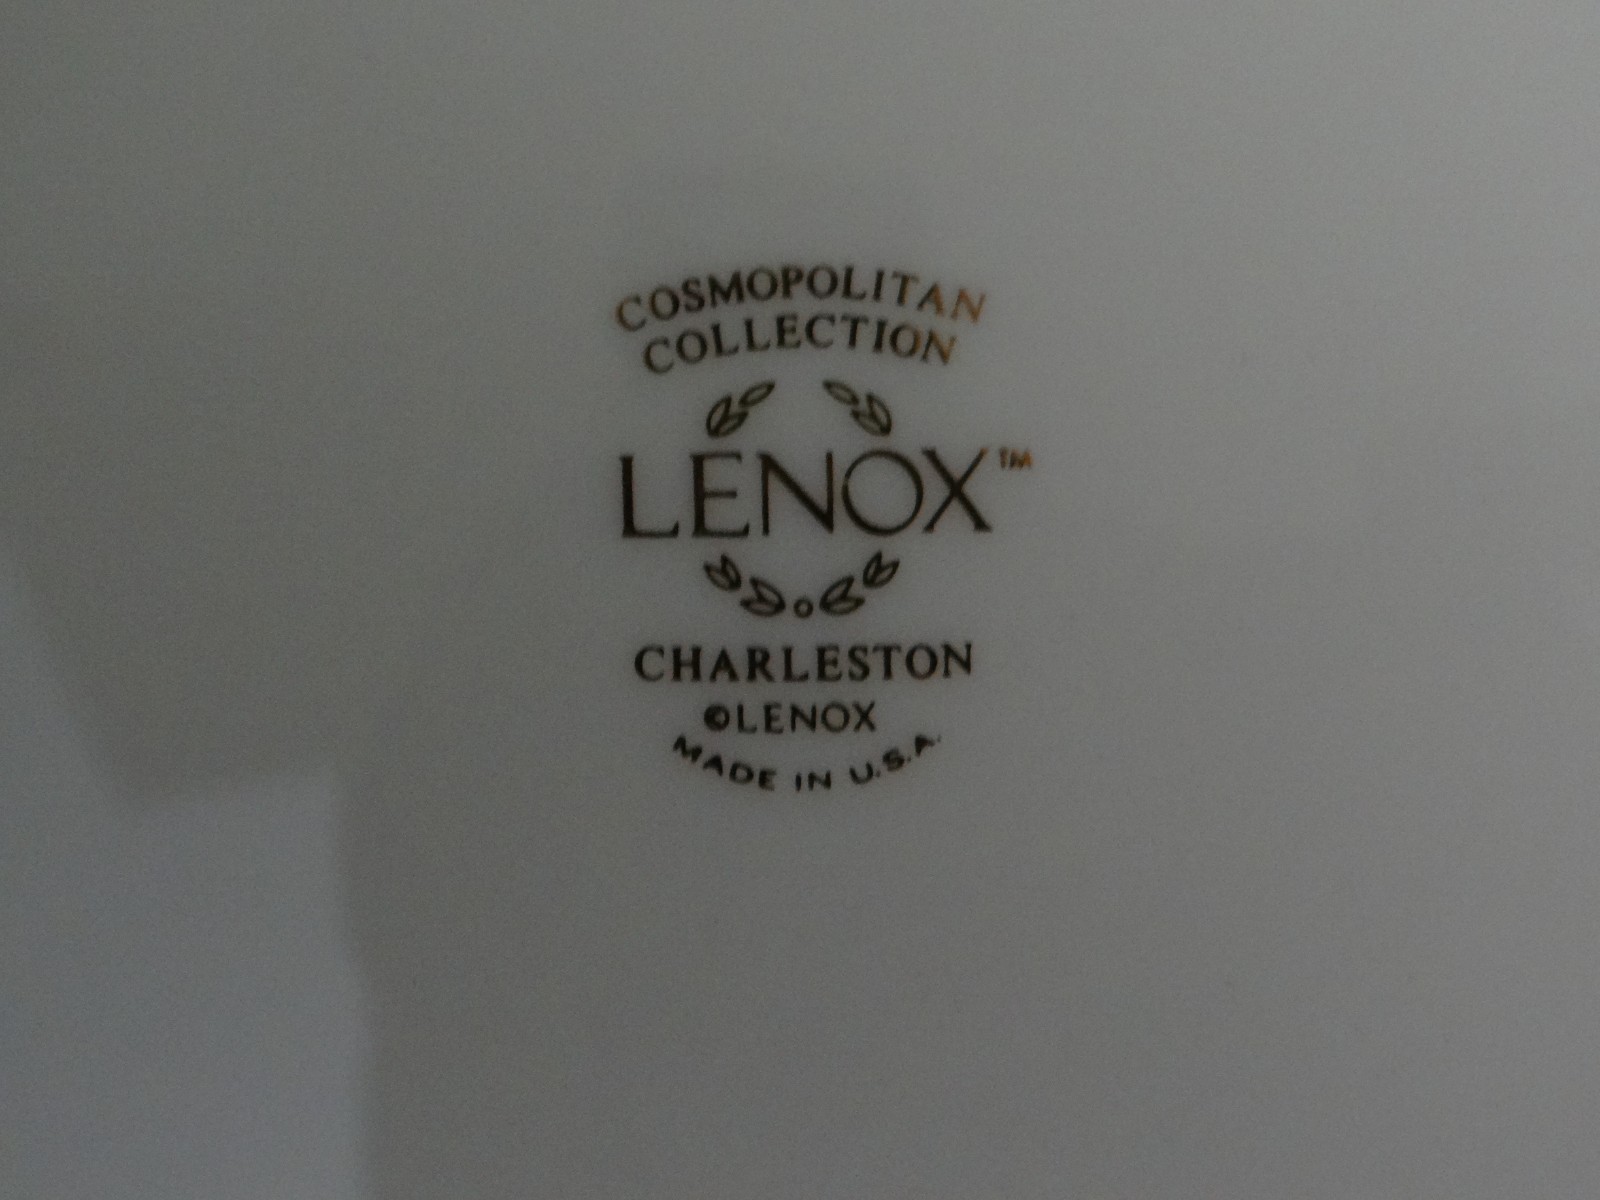 COSMOPOLITAN
COLLECTION
LENOX™
CHARLESTON
©LENOX
MADE IN U.S.A.